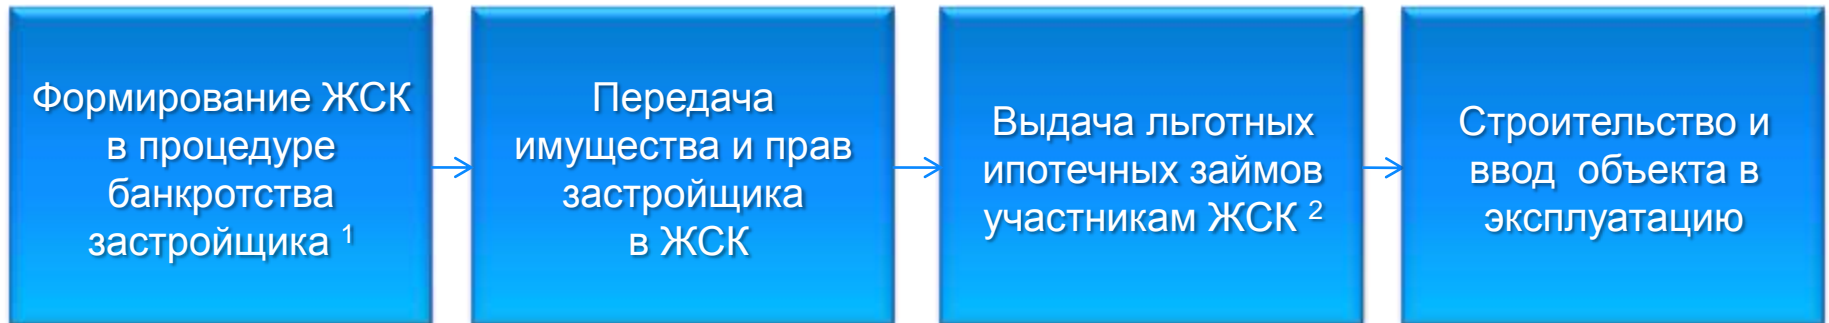 Формирование ЖСК
в процедуре
банкротства
застройщика 1
Передача
имущества и прав
застройщика
в ЖСК
Выдача льготных
ипотечных займов
участникам ЖСК 2
Строительство и
ввод объекта в
эксплуатацию